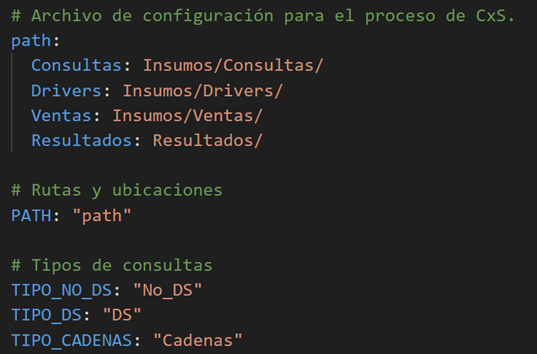 # Archivo de configuración para el proceso de CxS.
path:
  Consultas: Insumos/Consultas/
  Drivers: Insumos/Drivers/
  Ventas: Insumos/Ventas/
  Resultados: Resultados/

# Rutas y ubicaciones
PATH: "path"

# Tipos de consultas
TIPO_NO_DS: "No_DS"
TIPO_DS: "DS"
TIPO_CADENAS: "Cadenas"